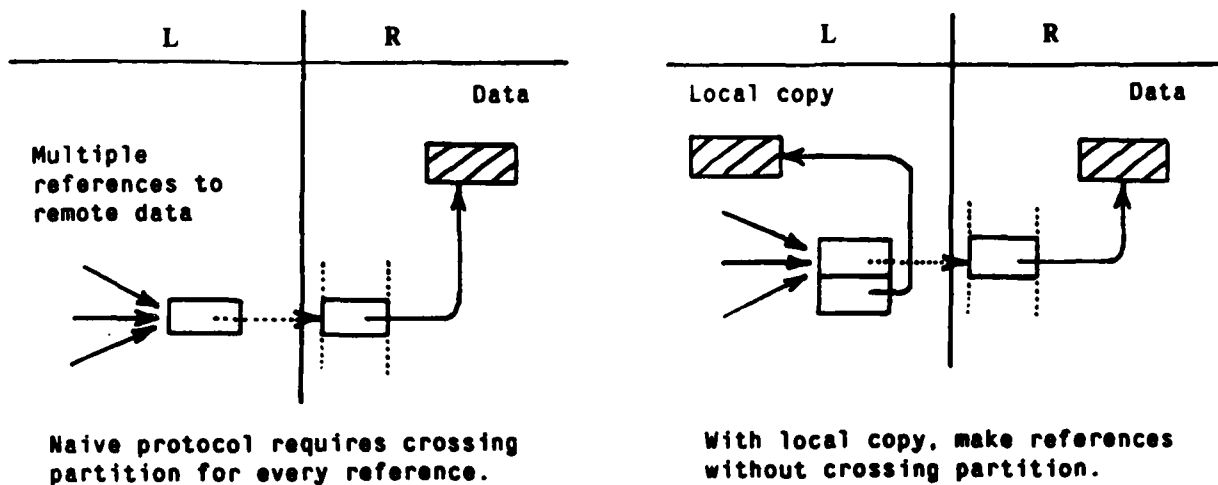 L
R
Data
Multiple
references to
remote data
Naive protocol requires crossing
partition for every reference.
L
R
Local copy
Data
With local copy, make references
without crossing partition.